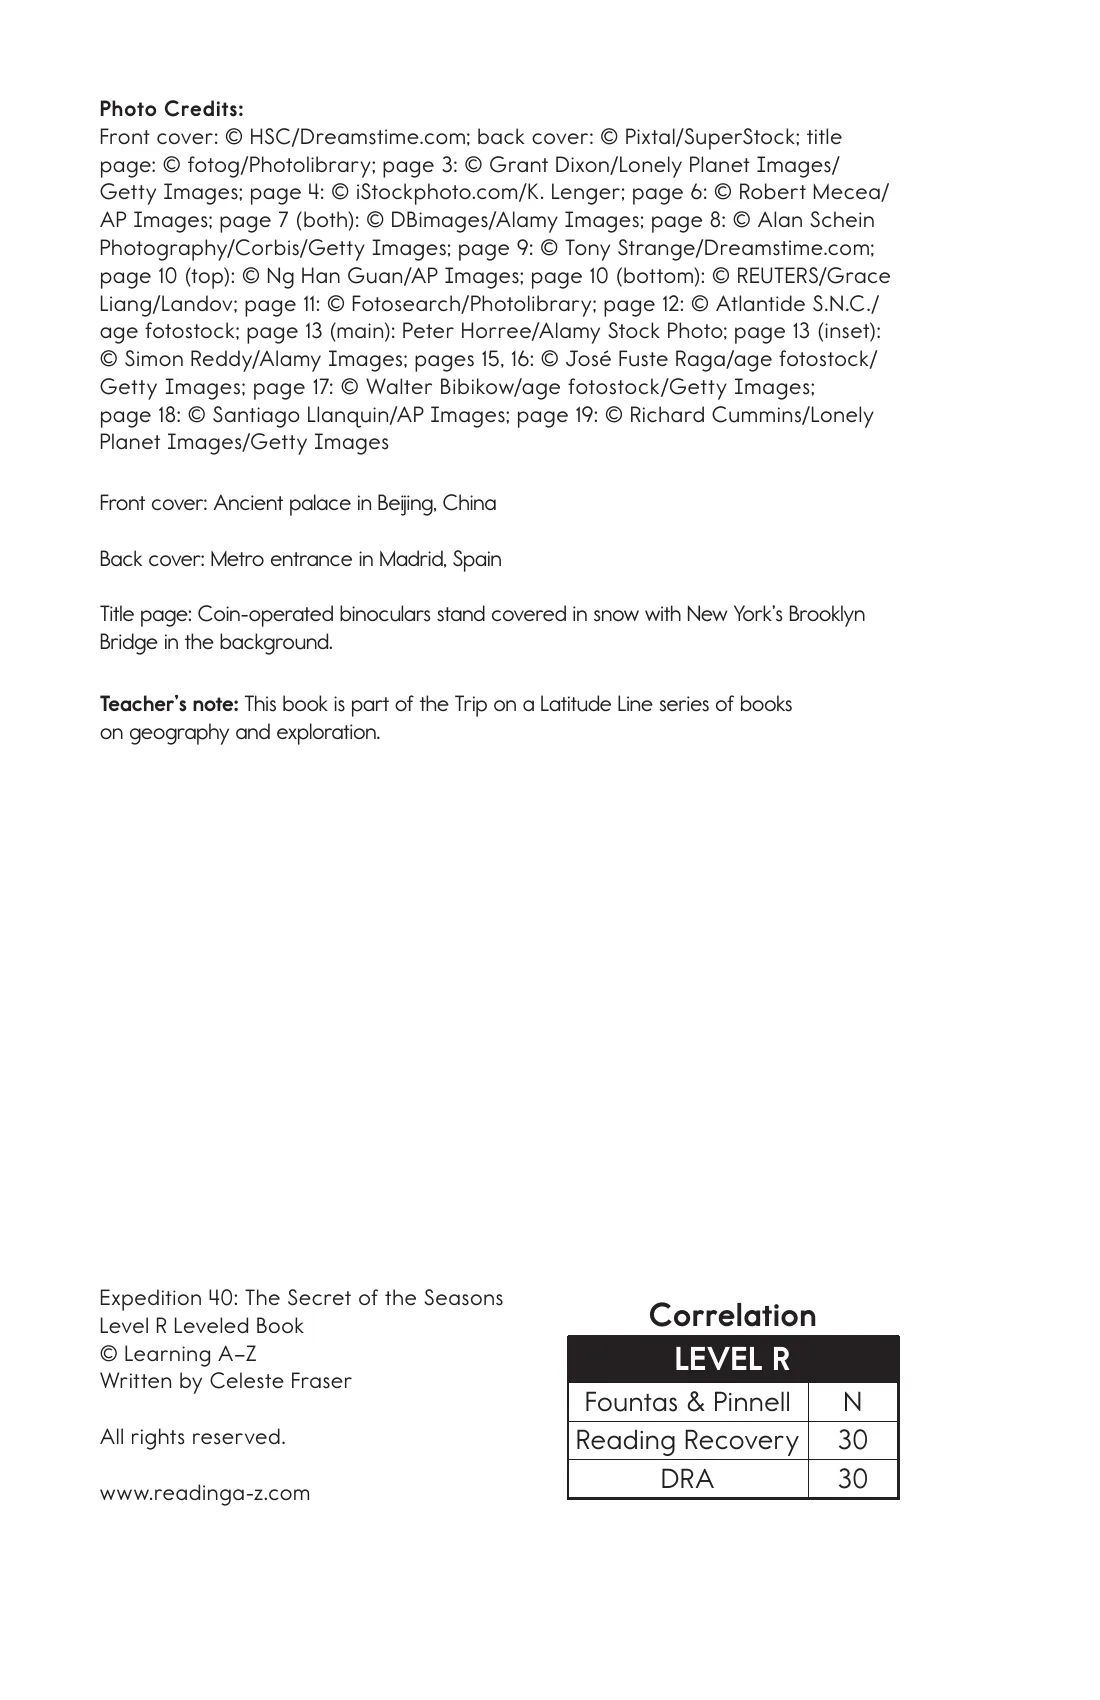 Photo Credits:
Front cover: © HSC/Dreamstime.com; back cover: © Pixtal/SuperStock; title
page: © fotog/Photolibrary; page 3: © Grant Dixon/Lonely Planet Images/
Getty Images; page 4: © iStockphoto.com/K. Lenger; page 6: © Robert Mecea/
AP Images; page 7 (both): © DBimages/Alamy Images; page 8: © Alan Schein
Photography/Corbis/Getty Images; page 9: © Tony Strange/Dreamstime.com;
page 10 (top): © Ng Han Guan/AP Images; page 10 (bottom): © REUTERS/Grace
Liang/Landov; page 11: © Fotosearch/Photolibrary; page 12: © Atlantide S.N.C./
age fotostock; page 13 (main): Peter Horree/Alamy Stock Photo; page 13 (inset):
© Simon Reddy/Alamy Images; pages 15, 16: © José Fuste Raga/age fotostock/
Getty Images; page 17: © Walter Bibikow/age fotostock/Getty Images;
page 18: © Santiago Llanquin/AP Images; page 19: © Richard Cummins/Lonely
Planet Images/Getty Images
Front cover: Ancient palace in Beijing, China
Back cover: Metro entrance in Madrid, Spain
Title page: Coin-operated binoculars stand covered in snow with New York's Brooklyn
Bridge in the background.
Teacher's note: This book is part of the Trip on a Latitude Line series of books
on geography and exploration.
Expedition 40: The Secret of the Seasons
Level R Leveled Book
© Learning A–Z
Written by Celeste Fraser
All rights reserved.
www.readinga-z.com
Correlation
LEVEL R
Fountas & Pinnell N
Reading Recovery 30
DRA 30